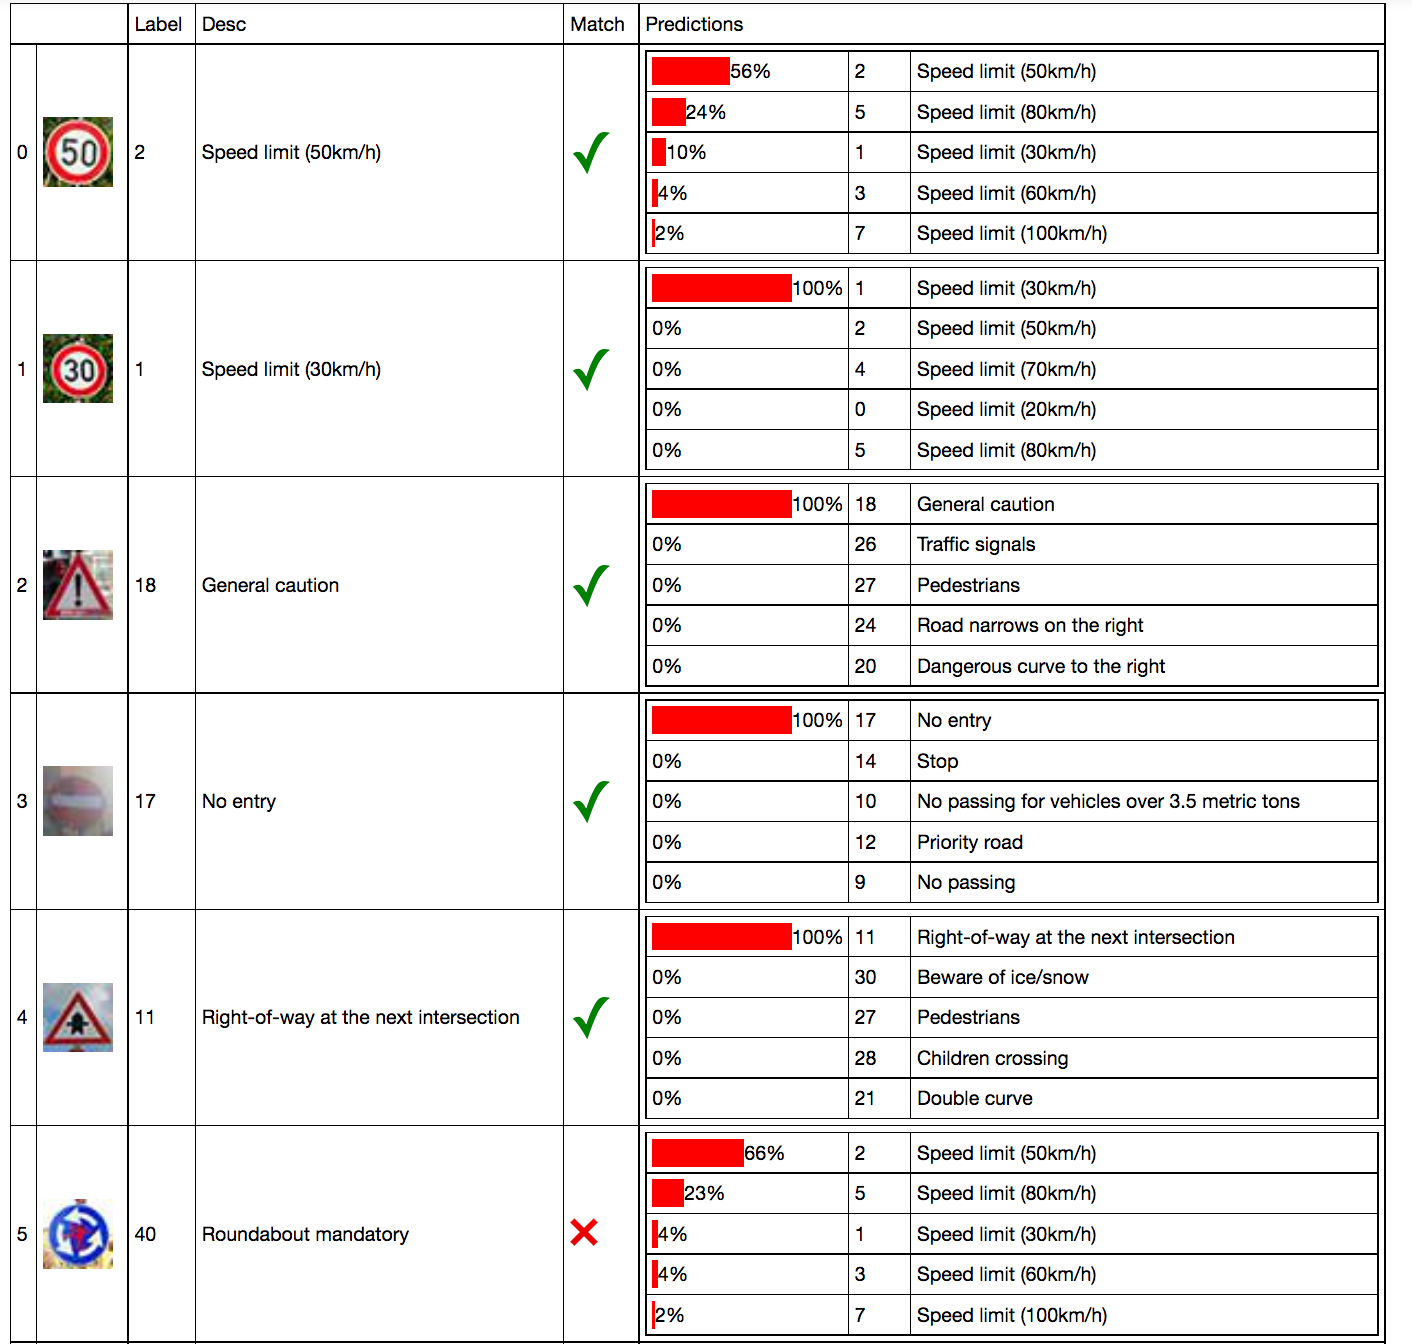 Label Desc Match Predictions
0 50 2 Speed limit (50km/h) ✓
56% 2 Speed limit (50km/h)
24% 5 Speed limit (80km/h)
10% 1 Speed limit (30km/h)
4% 3 Speed limit (60km/h)
2% 7 Speed limit (100km/h)
1 30 1 Speed limit (30km/h) ✓
100% 1 Speed limit (30km/h)
0% 2 Speed limit (50km/h)
0% 4 Speed limit (70km/h)
0% 0 Speed limit (20km/h)
0% 5 Speed limit (80km/h)
2 ! 18 General caution ✓
100% 18 General caution
0% 26 Traffic signals
0% 27 Pedestrians
0% 24 Road narrows on the right
0% 20 Dangerous curve to the right
3 17 No entry ✓
100% 17 No entry
0% 14 Stop
0% 10 No passing for vehicles over 3.5 metric tons
0% 12 Priority road
0% 9 No passing
4 11 Right-of-way at the next intersection ✓
100% 11 Right-of-way at the next intersection
0% 30 Beware of ice/snow
0% 27 Pedestrians
0% 28 Children crossing
0% 21 Double curve
5 40 Roundabout mandatory ✕
66% 2 Speed limit (50km/h)
23% 5 Speed limit (80km/h)
4% 1 Speed limit (30km/h)
4% 3 Speed limit (60km/h)
2% 7 Speed limit (100km/h)